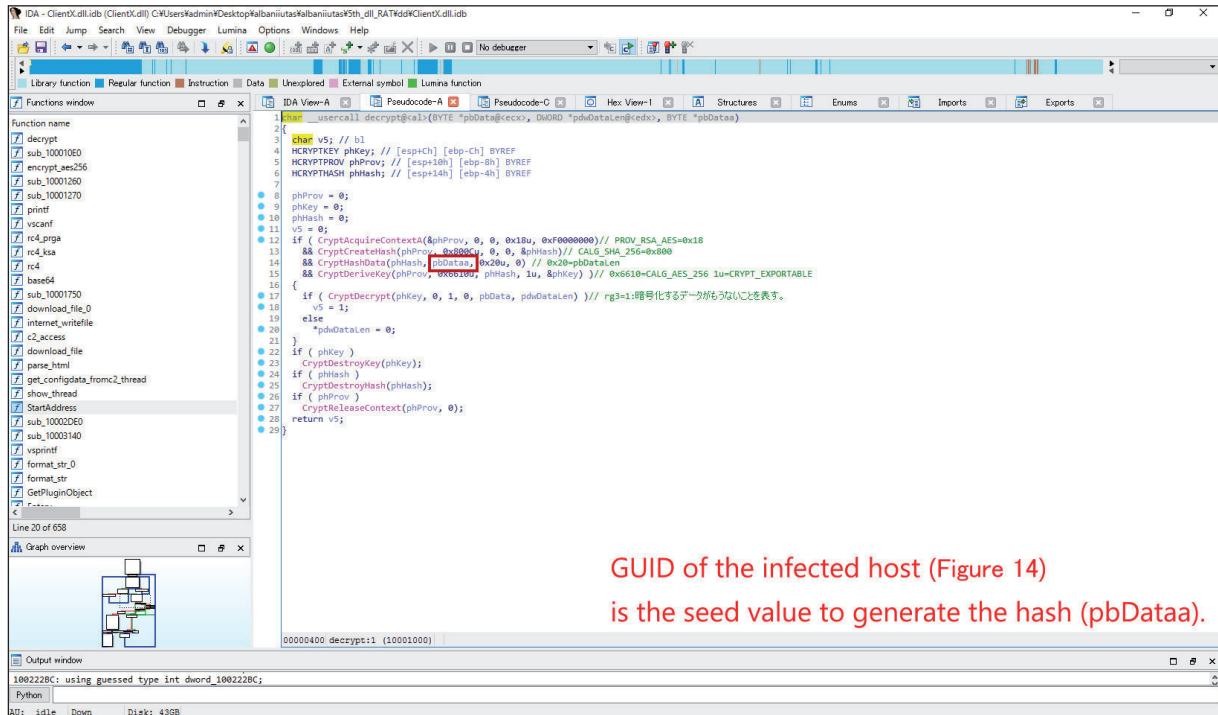 IDA - ClientX.dll.idb (ClientX.dll) C:¥Users¥admin¥Desktop¥albaniiutas¥albaniiutas¥5th_dll_RAT¥dd¥ClientX.dll.idb
File Edit Jump Search View Debugger Lumina Options Windows Help
No debugger
Library function Regular function Instruction Data Unexplored External symbol Lumina function
Functions window
IDA View-A Pseudocode-A Pseudocode-C Hex View-1 Structures Enums Imports Exports
Function name
decrypt
sub_100010E0
encrypt_aes256
sub_10001260
sub_10001270
printf
vscanf
rc4_prga
rc4_ksa
rc4
base64
sub_10001750
download_file_0
internet_writefile
c2_access
download_file
parse_html
get_configdata_fromc2_thread
show_thread
StartAddress
sub_10002DE0
sub_10003140
vsprintf
format_str_0
format_str
GetPluginObject
Line 20 of 658
Graph overview
1 char __usercall decrypt@<al>(BYTE *pbData@<ecx>, DWORD *pdwDataLen@<edx>, BYTE *pbDataa)
2 {
3 char v5; // bl
4 HCRYPTKEY phKey; // [esp+Ch] [ebp-Ch] BYREF
5 HCRYPTPROV phProv; // [esp+10h] [ebp-8h] BYREF
6 HCRYPTHASH phHash; // [esp+14h] [ebp-4h] BYREF
7
8 phProv = 0;
9 phKey = 0;
10 phHash = 0;
11 v5 = 0;
12 if ( CryptAcquireContextA(&phProv, 0, 0, 0x18u, 0xF0000000)// PROV_RSA_AES=0x18
13 && CryptCreateHash(phProv, 0x800Cu, 0, 0, &phHash)// CALG_SHA_256=0x800
14 && CryptHashData(phHash, pbDataa, 0x20u, 0) // 0x20=pbDataLen
15 && CryptDeriveKey(phProv, 0x6610u, phHash, 1u, &phKey) )// 0x6610=CALG_AES_256 1u=CRYPT_EXPORTABLE
16 {
17 if ( CryptDecrypt(phKey, 0, 1, 0, pbData, pdwDataLen) )// rg3=1:暗号化するデータがもうないことを表す。
18 v5 = 1;
19 else
20 *pdwDataLen = 0;
21 }
22 if ( phKey )
23 CryptDestroyKey(phKey);
24 if ( phHash )
25 CryptDestroyHash(phHash);
26 if ( phProv )
27 CryptReleaseContext(phProv, 0);
28 return v5;
29 }
GUID of the infected host (Figure 14)
is the seed value to generate the hash (pbDataa).
00000400 decrypt:1 (10001000)
Output window
100222BC: using guessed type int dword_100222BC;
Python
AU: idle Down Disk: 43GB